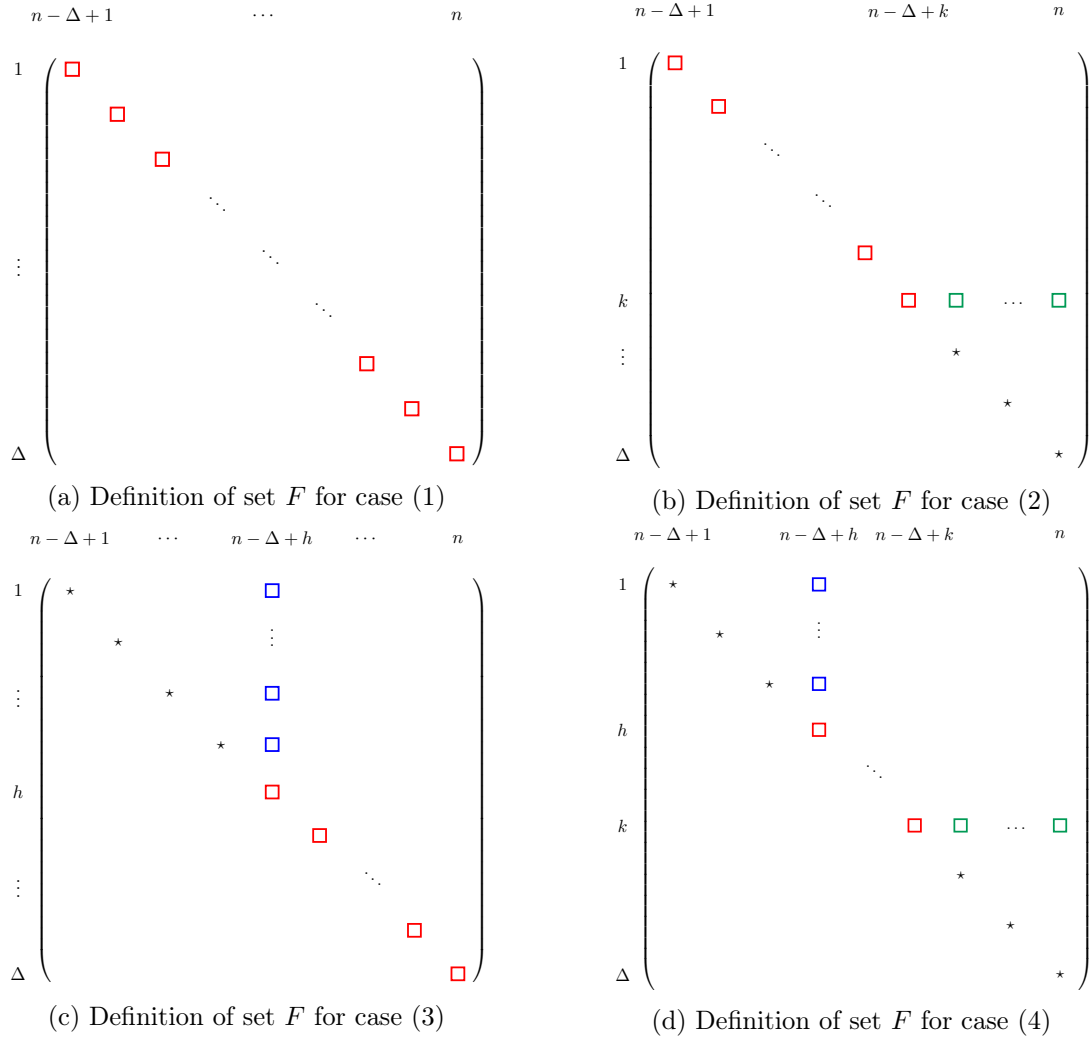 n − Δ + 1 ⋯ n
1
⋮
Δ
(a) Definition of set F for case (1)
n − Δ + 1 n − Δ + k n
1
k
⋮
Δ
⋯
⋆
⋆
⋆
(b) Definition of set F for case (2)
n − Δ + 1 ⋯ n − Δ + h ⋯ n
1 ⋆
⋆ ⋮
⋮ ⋆
⋆
h
⋮ ⋱
Δ
(c) Definition of set F for case (3)
n − Δ + 1 n − Δ + h n − Δ + k n
1 ⋆
⋆ ⋮
⋆
h
⋱
k ⋯
⋆
⋆
Δ ⋆
(d) Definition of set F for case (4)